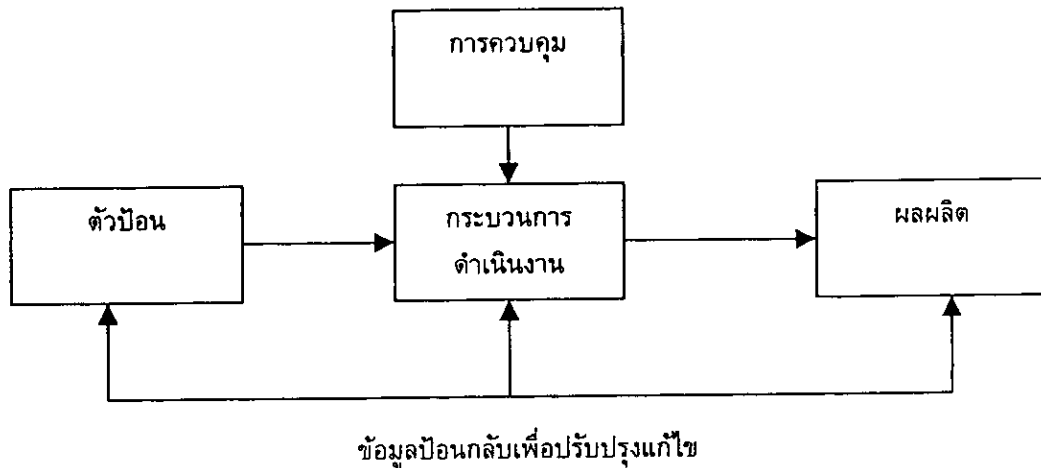 การควบคุม
ตัวป้อน
กระบวนการ
ดำเนินงาน
ผลผลิต
ข้อมูลป้อนกลับเพื่อปรับปรุงแก้ไข